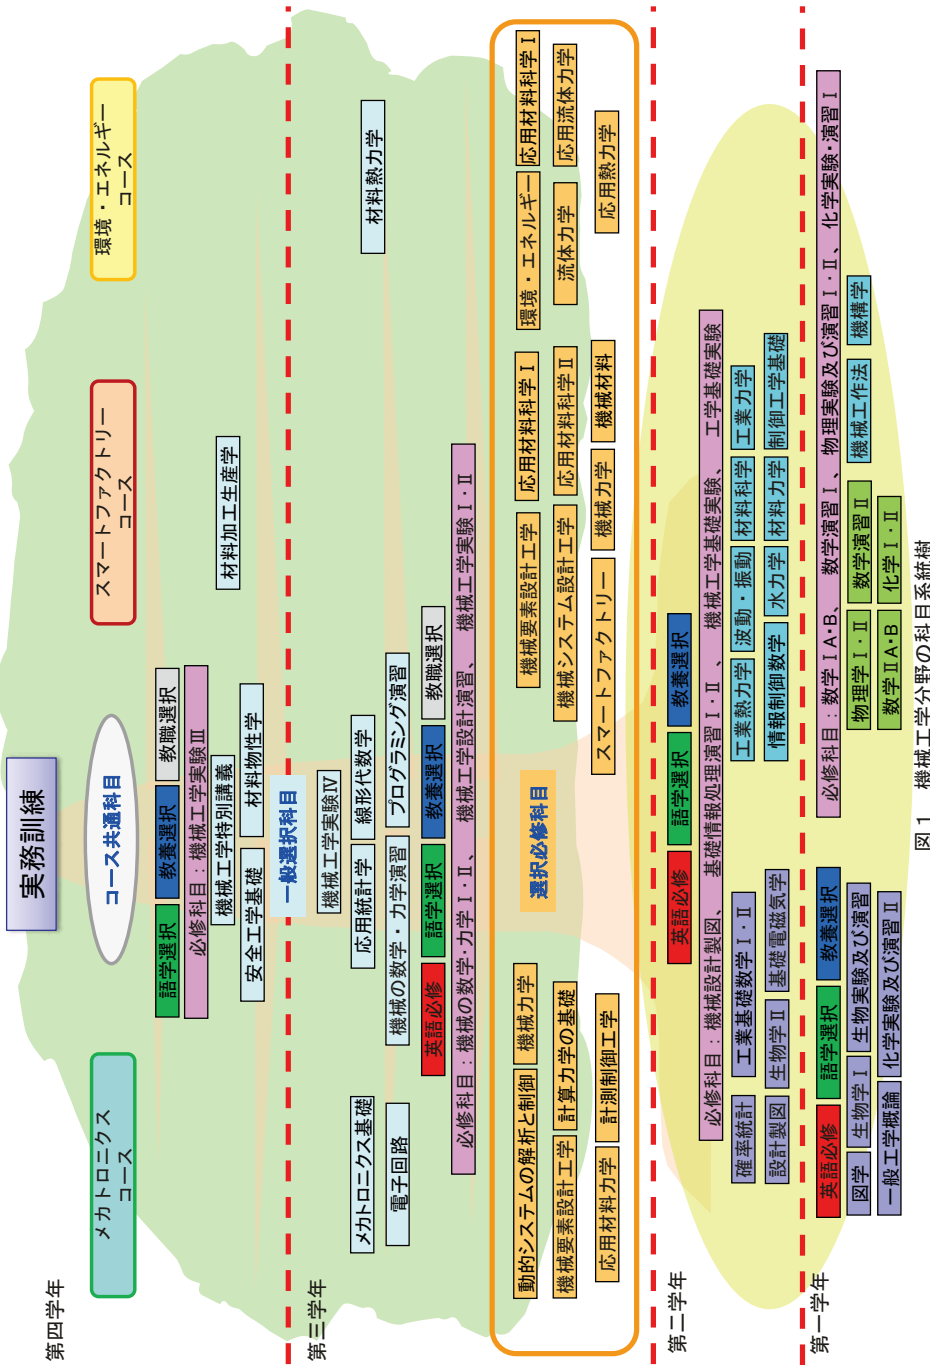 実務訓練
第四学年
メカトロニクス
コース
コース共通科目
スマートファクトリー
コース
環境・エネルギー
コース
語学選択
教養選択
教職選択
必修科目：機械工学実験Ⅲ
機械工学特別講義
材料加工生産学
安全工学基礎
材料物性学
一般選択科目
第三学年
機械工学実験Ⅳ
メカトロニクス基礎
応用統計学
線形代数学
材料熱力学
電子回路
機械の数学・力学演習
プログラミング演習
英語必修
語学選択
教養選択
教職選択
必修科目：機械の数学・力学Ⅰ・Ⅱ、　機械工学設計演習、　機械工学実験Ⅰ・Ⅱ
選択必修科目
動的システムの解析と制御
機械力学
機械要素設計工学
応用材料科学Ⅰ
環境・エネルギー
応用材料科学Ⅰ
機械要素設計工学
計算力学の基礎
機械システム設計工学
応用材料科学Ⅱ
流体力学
応用流体力学
応用材料力学
計測制御工学
スマートファクトリー
機械力学
機械材料
応用熱力学
第二学年
英語必修
語学選択
教養選択
必修科目：機械設計製図、　基礎情報処理演習Ⅰ・Ⅱ　、　機械工学基礎実験、　工学基礎実験
確率統計
工業基礎数学Ⅰ・Ⅱ
工業熱力学
波動・振動
材料科学
工業力学
設計製図
生物学Ⅱ
基礎電磁気学
情報制御数学
水力学
材料力学
制御工学基礎
第一学年
英語必修
語学選択
教養選択
必修科目：数学ⅠA・B、　数学演習Ⅰ、　物理実験及び演習Ⅰ・Ⅱ、　化学実験・演習Ⅰ
図学
生物学Ⅰ
生物実験及び演習
物理学Ⅰ・Ⅱ
数学演習Ⅱ
機械工作法
機構学
一般工学概論
化学実験及び演習Ⅱ
数学ⅡA・B
化学Ⅰ・Ⅱ
図1　機械工学分野の科目系統樹